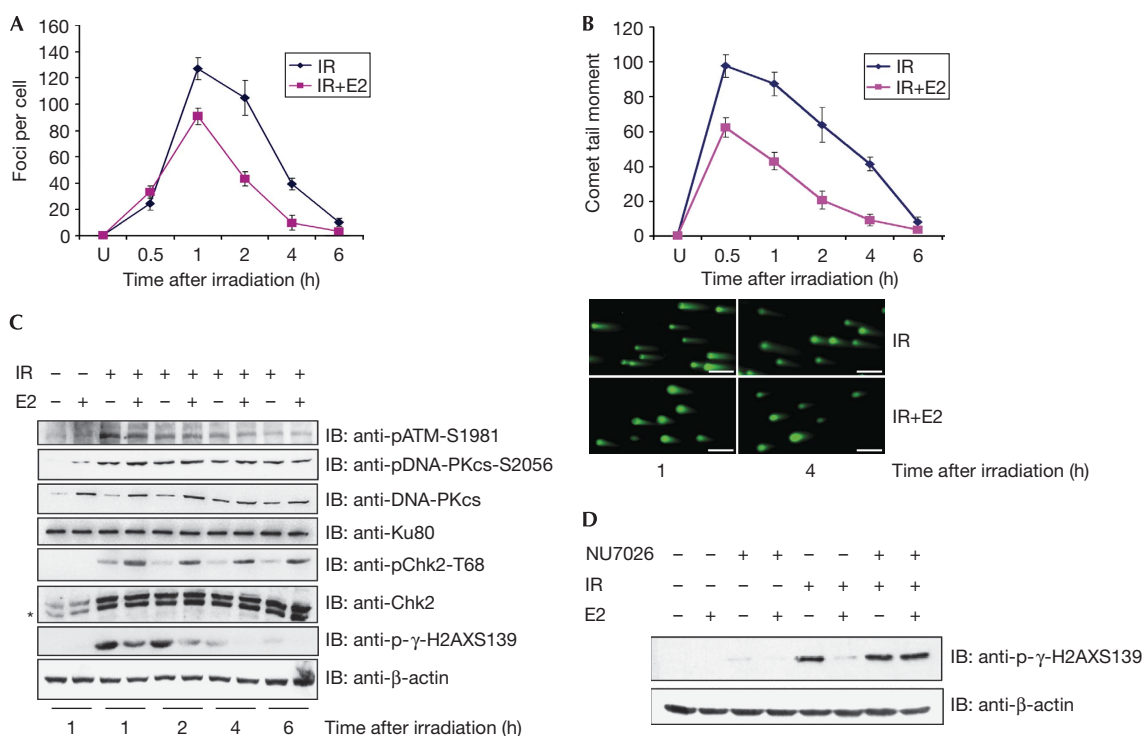 A
160
140
120
100
80
60
40
20
0
Foci per cell
IR
IR+E2
U 0.5 1 2 4 6
Time after irradiation (h)
B
120
100
80
60
40
20
0
Comet tail moment
IR
IR+E2
U 0.5 1 2 4 6
Time after irradiation (h)
IR
IR+E2
1 4 Time after irradiation (h)
C
IR – – + + + + + + + +
E2 – + – + – + – + – +
IB: anti-pATM-S1981
IB: anti-pDNA-PKcs-S2056
IB: anti-DNA-PKcs
IB: anti-Ku80
IB: anti-pChk2-T68
IB: anti-Chk2
*
IB: anti-p-γ-H2AXS139
IB: anti-β-actin
1 1 2 4 6 Time after irradiation (h)
D
NU7026 – – + + – – + +
IR – – – – + + + +
E2 – + – + – + – +
IB: anti-p-γ-H2AXS139
IB: anti-β-actin